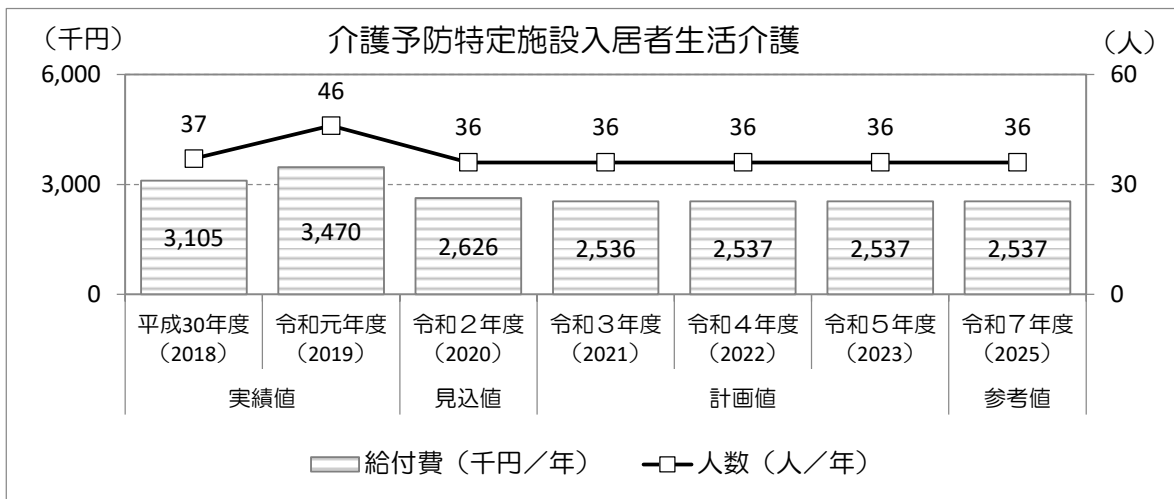 （千円）
介護予防特定施設入居者生活介護
（人）
6,000
3,000
0
60
30
0
37
46
36
36
36
36
36
3,105
3,470
2,626
2,536
2,537
2,537
2,537
平成30年度
（2018）
令和元年度
（2019）
令和２年度
（2020）
令和３年度
（2021）
令和４年度
（2022）
令和５年度
（2023）
令和７年度
（2025）
実績値
見込値
計画値
参考値
給付費（千円／年）
人数（人／年）